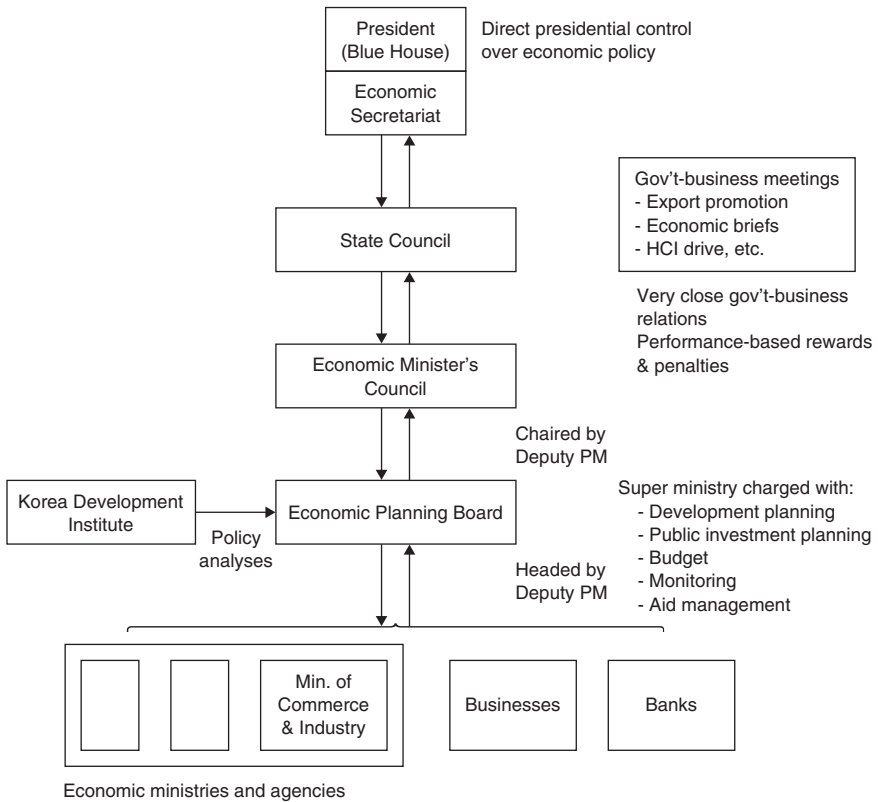 President
(Blue House)
Direct presidential control
over economic policy
Economic
Secretariat
Gov't-business meetings
- Export promotion
- Economic briefs
- HCI drive, etc.
State Council
Very close gov't-business
relations
Performance-based rewards
& penalties
Economic Minister's
Council
Chaired by
Deputy PM
Korea Development
Institute
Policy
analyses
Economic Planning Board
Super ministry charged with:
- Development planning
- Public investment planning
- Budget
- Monitoring
- Aid management
Headed by
Deputy PM
Min. of
Commerce
& Industry
Businesses
Banks
Economic ministries and agencies